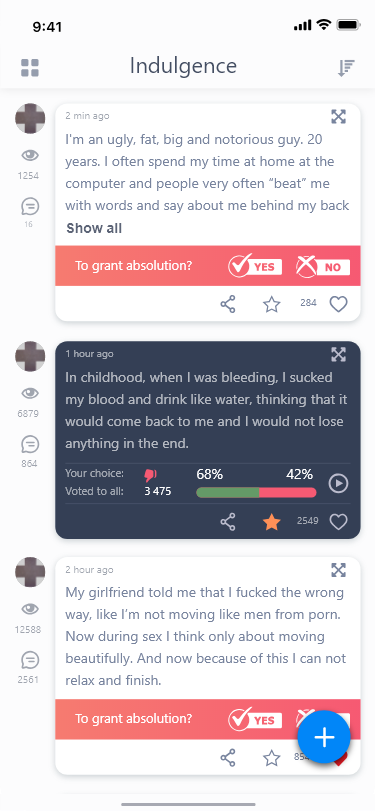 9:41
Indulgence
2 min ago
I'm an ugly, fat, big and notorious guy. 20
years. I often spend my time at home at the
computer and people very often “beat” me
with words and say about me behind my back
Show all
1254
16
To grant absolution?
YES
NO
284
1 hour ago
In childhood, when I was bleeding, I sucked
my blood and drink like water, thinking that it
would come back to me and I would not lose
anything in the end.
6879
864
Your choice:
68%
42%
Voted to all:
3 475
2549
2 hour ago
My girlfriend told me that I fucked the wrong
way, like I’m not moving like men from porn.
Now during sex I think only about moving
beautifully. And now because of this I can not
relax and finish.
12588
2561
To grant absolution?
YES